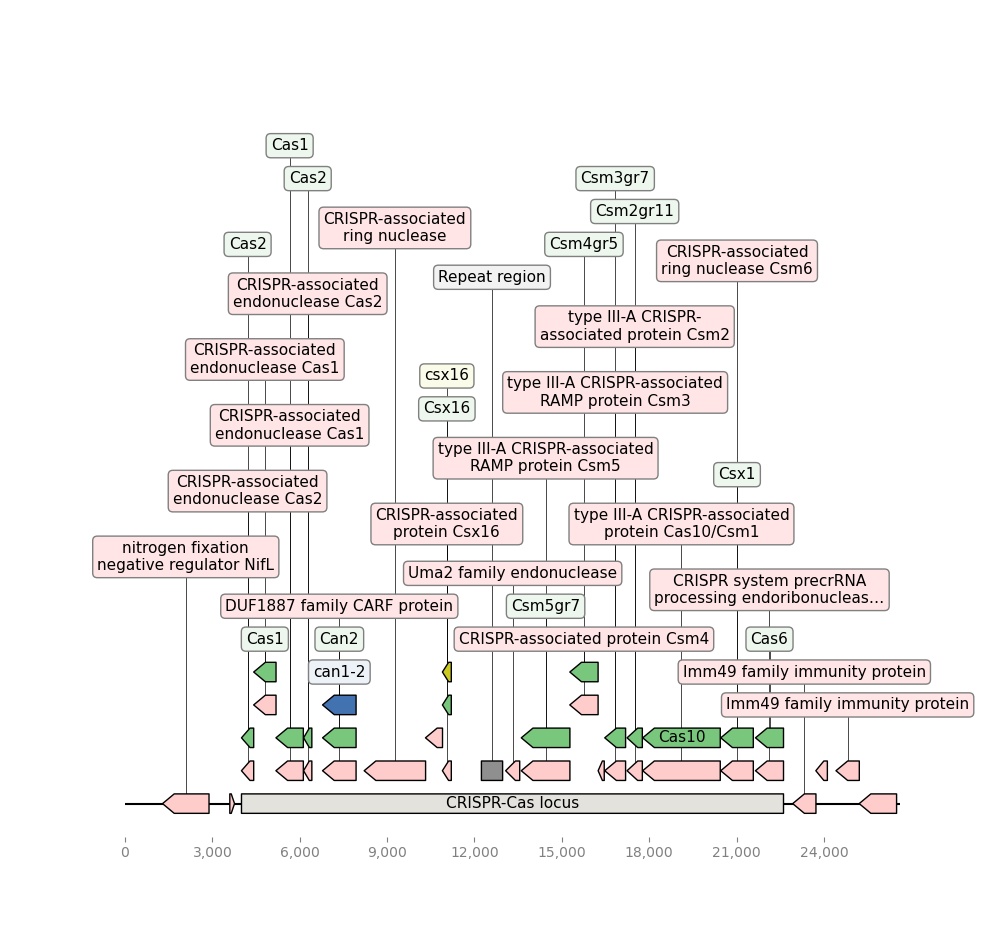 Cas1
Cas2
Csm3gr7
Csm2gr11
CRISPR-associated
ring nuclease
Cas2
Csm4gr5
CRISPR-associated
ring nuclease Csm6
Repeat region
CRISPR-associated
endonuclease Cas2
type III-A CRISPR-
associated protein Csm2
CRISPR-associated
endonuclease Cas1
csx16
type III-A CRISPR-associated
RAMP protein Csm3
Csx16
CRISPR-associated
endonuclease Cas1
type III-A CRISPR-associated
RAMP protein Csm5
Csx1
CRISPR-associated
endonuclease Cas2
CRISPR-associated
protein Csx16
type III-A CRISPR-associated
protein Cas10/Csm1
nitrogen fixation
negative regulator NifL
Uma2 family endonuclease
CRISPR system precrRNA
processing endoribonucleas...
DUF1887 family CARF protein
Csm5gr7
Cas1
Can2
CRISPR-associated protein Csm4
Cas6
can1-2
Imm49 family immunity protein
Imm49 family immunity protein
Cas10
CRISPR-Cas locus
0 3,000 6,000 9,000 12,000 15,000 18,000 21,000 24,000